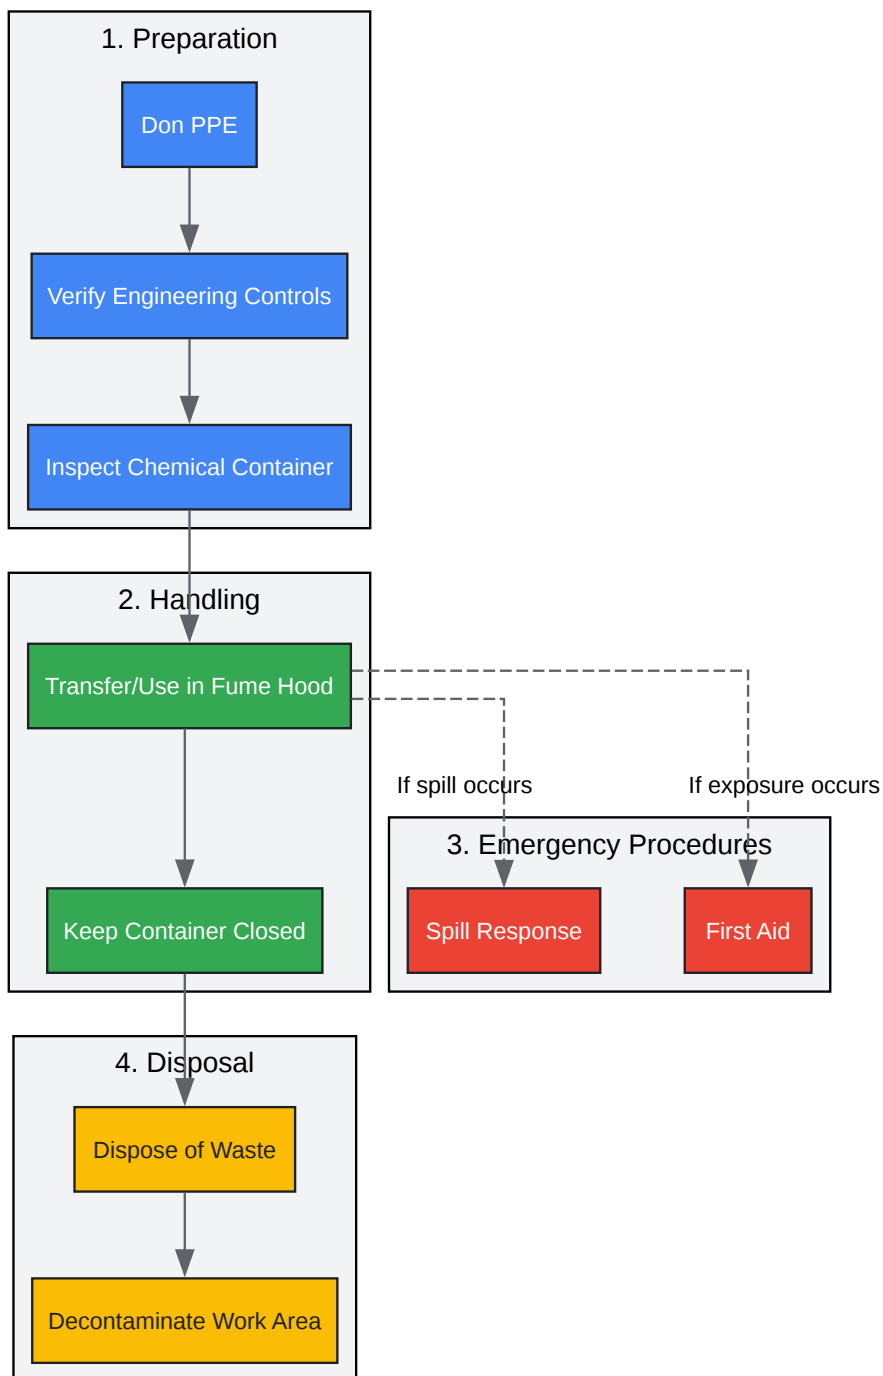 1. Preparation
Don PPE
Verify Engineering Controls
Inspect Chemical Container
2. Handling
Transfer/Use in Fume Hood
If spill occurs
If exposure occurs
3. Emergency Procedures
Keep Container Closed
Spill Response
First Aid
4. Disposal
Dispose of Waste
Decontaminate Work Area